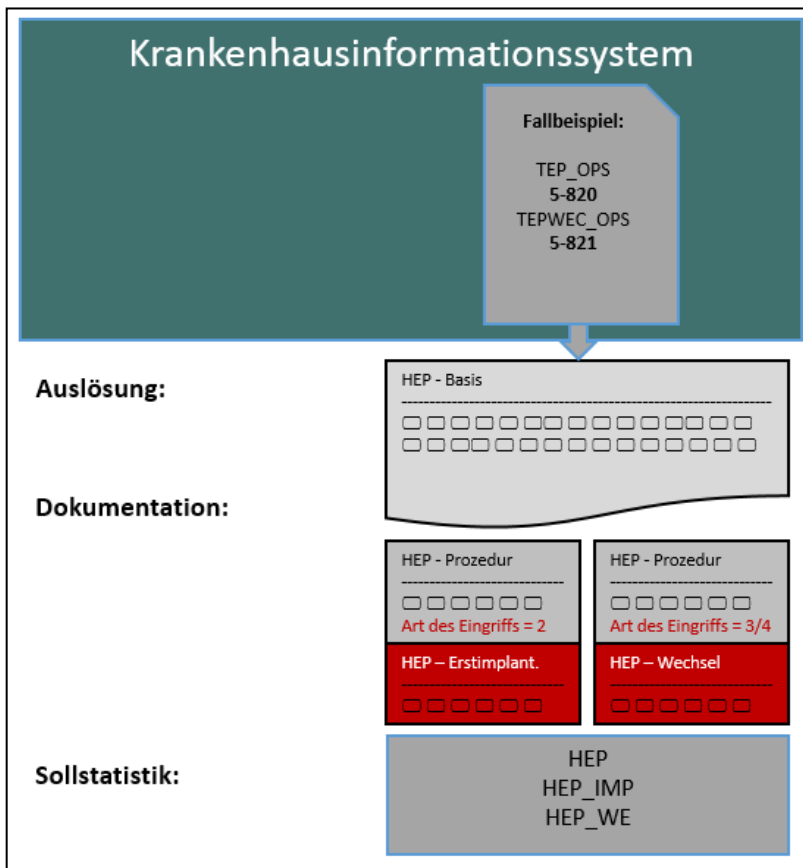 Krankenhausinformationssystem
Fallbeispiel:
TEP_OPS
5-820
TEPWEC_OPS
5-821
Auslösung:
HEP - Basis
Dokumentation:
HEP - Prozedur
Art des Eingriffs = 2
HEP – Erstimplant.
HEP - Prozedur
Art des Eingriffs = 3/4
HEP – Wechsel
Sollstatistik:
HEP
HEP_IMP
HEP_WE